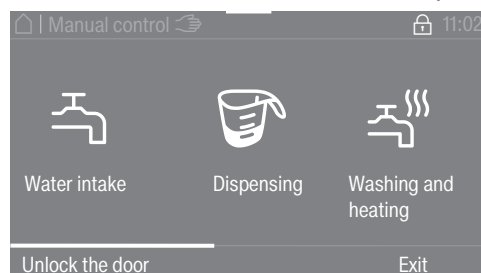 | Manual control 11:02
Water intake Dispensing Washing and
heating
Unlock the door Exit